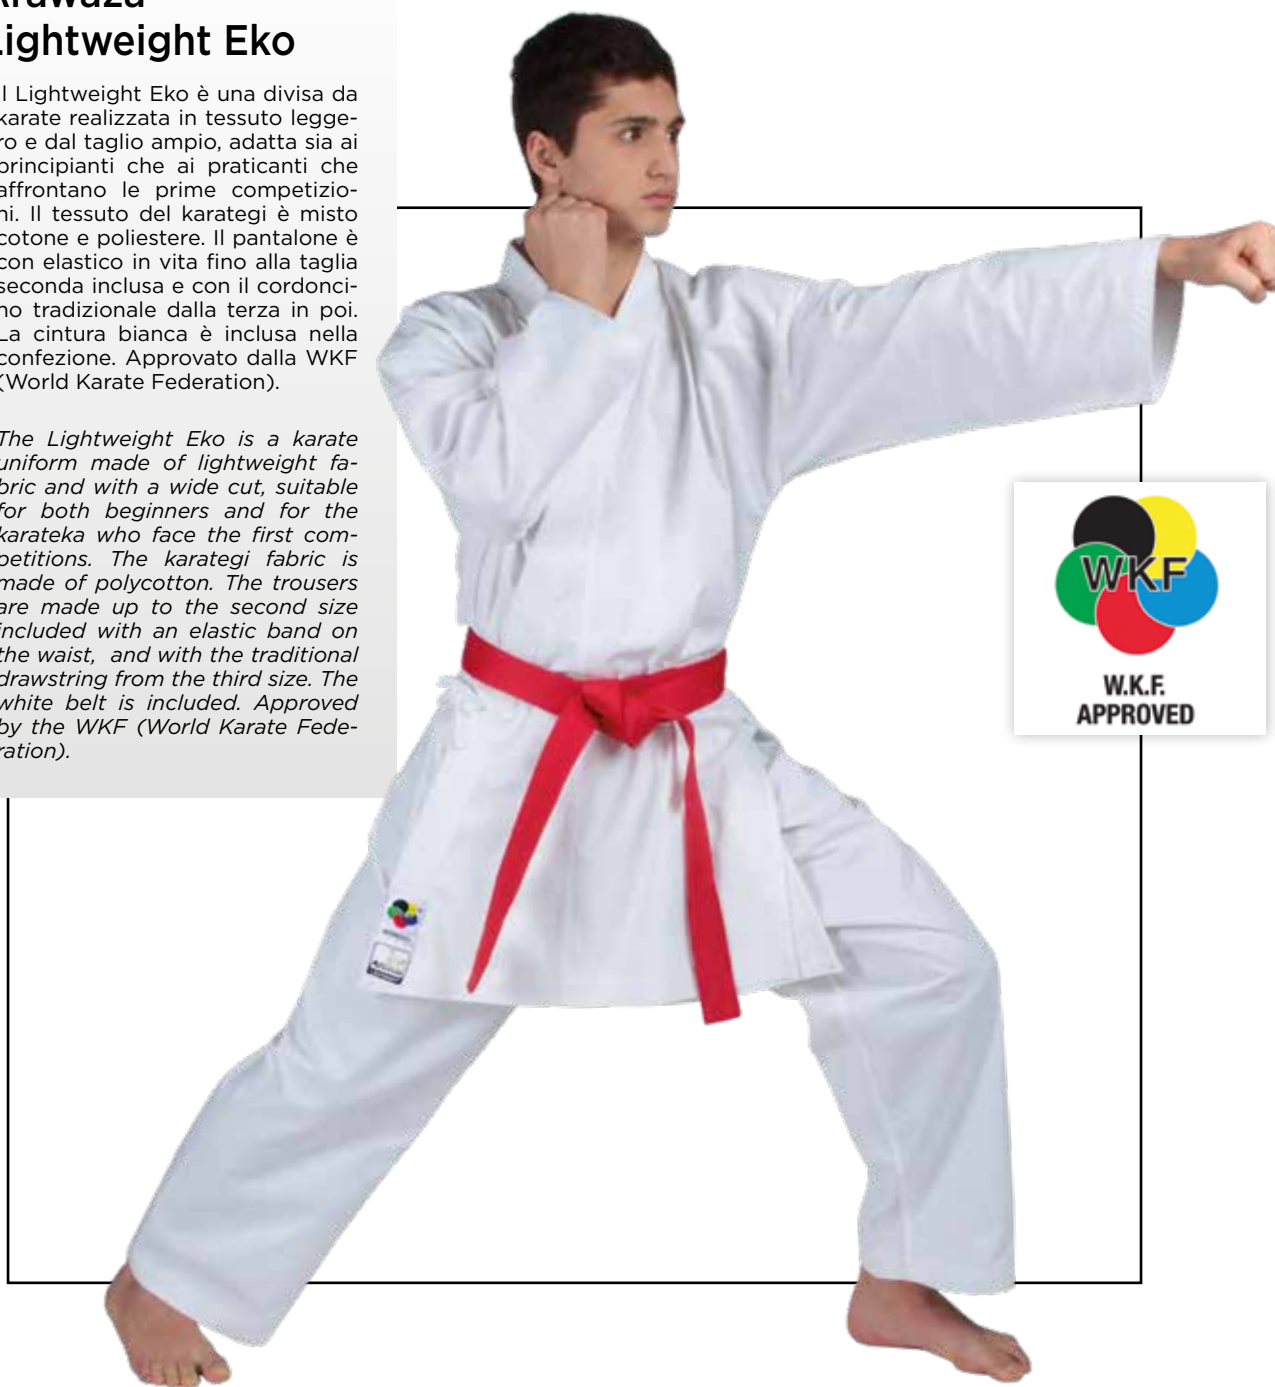 Arawaza
Lightweight Eko
Il Lightweight Eko è una divisa da
karate realizzata in tessuto legge-
ro e dal taglio ampio, adatta sia ai
principianti che ai praticanti che
affrontano le prime competizio-
ni. Il tessuto del karategi è misto
cotone e poliestere. Il pantalone è
con elastico in vita fino alla taglia
seconda inclusa e con il cordonci-
no tradizionale dalla terza in poi.
La cintura bianca è inclusa nella
confezione. Approvato dalla WKF
(World Karate Federation).
The Lightweight Eko is a karate
uniform made of lightweight fa-
bric and with a wide cut, suitable
for both beginners and for the
karateka who face the first com-
petitions. The karategi fabric is
made of polycotton. The trousers
are made up to the second size
included with an elastic band on
the waist, and with the traditional
drawstring from the third size. The
white belt is included. Approved
by the WKF (World Karate Fede-
ration).
WKF
W.K.F.
APPROVED